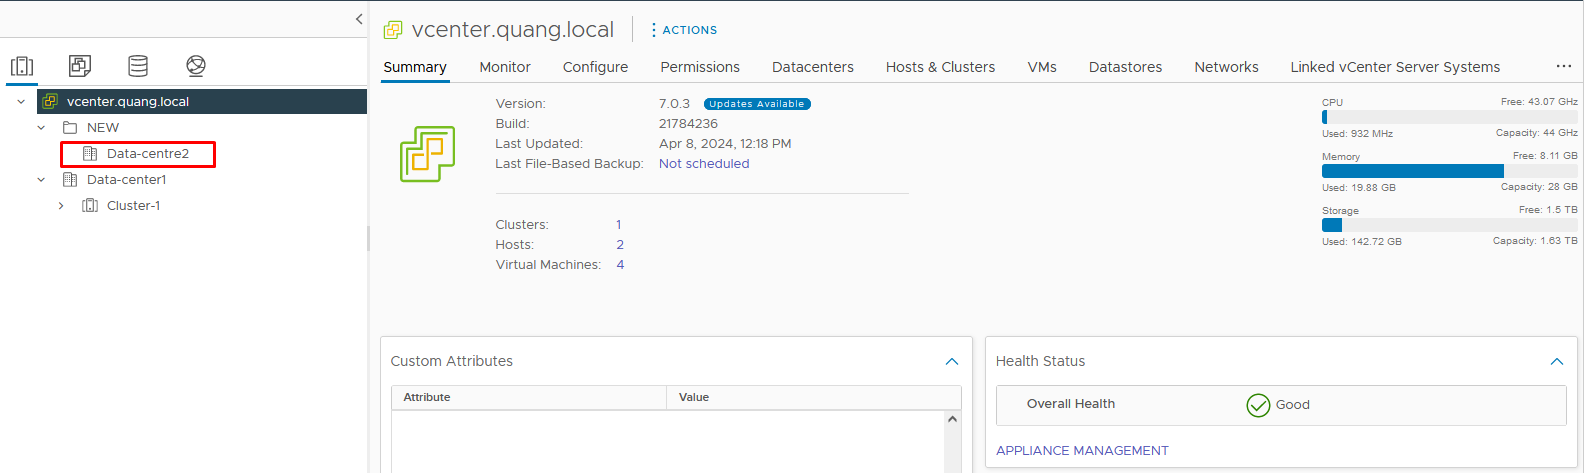 vcenter.quang.local
NEW
Data-centre2
Data-center1
Cluster-1
vcenter.quang.local
ACTIONS
Summary Monitor Configure Permissions Datacenters Hosts & Clusters VMs Datastores Networks Linked vCenter Server Systems ...
Version: 7.0.3 Updates Available
Build: 21784236
Last Updated: Apr 8, 2024, 12:18 PM
Last File-Based Backup: Not scheduled
Clusters: 1
Hosts: 2
Virtual Machines: 4
CPU Free: 43.07 GHz
Used: 932 MHz Capacity: 44 GHz
Memory Free: 8.11 GB
Used: 19.88 GB Capacity: 28 GB
Storage Free: 1.5 TB
Used: 142.72 GB Capacity: 1.63 TB
Custom Attributes
Attribute Value
Health Status
Overall Health Good
APPLIANCE MANAGEMENT